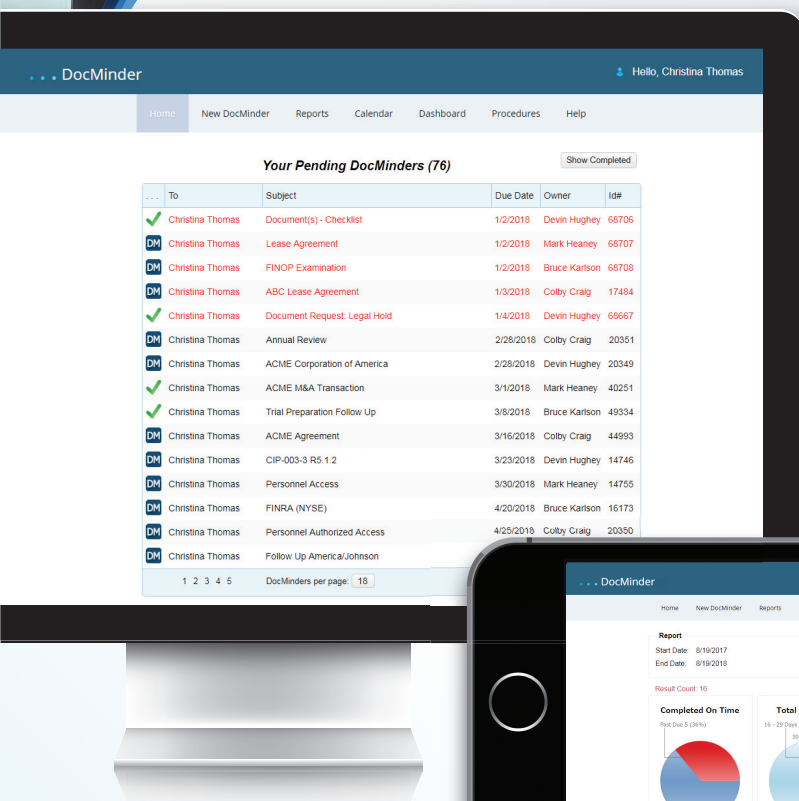 ... DocMinder
Hello, Christina Thomas
Home New DocMinder Reports Calendar Dashboard Procedures Help
Your Pending DocMinders (76)
Show Completed
... To Subject Due Date Owner Id#
Christina Thomas Document(s) - Checklist 1/2/2018 Devin Hughey 68706
DM Christina Thomas Lease Agreement 1/2/2018 Mark Heaney 68707
DM Christina Thomas FINOP Examination 1/2/2018 Bruce Karlson 68708
DM Christina Thomas ABC Lease Agreement 1/3/2018 Colby Craig 17484
Christina Thomas Document Request: Legal Hold 1/4/2018 Devin Hughey 68667
DM Christina Thomas Annual Review 2/28/2018 Colby Craig 20351
DM Christina Thomas ACME Corporation of America 2/28/2018 Devin Hughey 20349
Christina Thomas ACME M&A Transaction 3/1/2018 Mark Heaney 40251
Christina Thomas Trial Preparation Follow Up 3/8/2018 Bruce Karlson 49334
DM Christina Thomas ACME Agreement 3/16/2018 Colby Craig 44993
DM Christina Thomas CIP-003-3 R5.1.2 3/23/2018 Devin Hughey 14746
DM Christina Thomas Personnel Access 3/30/2018 Mark Heaney 14755
DM Christina Thomas FINRA (NYSE) 4/20/2018 Bruce Karlson 16173
DM Christina Thomas Personnel Authorized Access 4/25/2018 Colby Craig 20350
DM Christina Thomas Follow Up America/Johnson
1 2 3 4 5 DocMinders per page: 18
... DocMinder
Home New DocMinder Reports
Report
Start Date: 8/19/2017
End Date: 8/19/2018
Result Count: 16
Completed On Time Total
Past Due 5 (36%) 16 - 29 Days
30